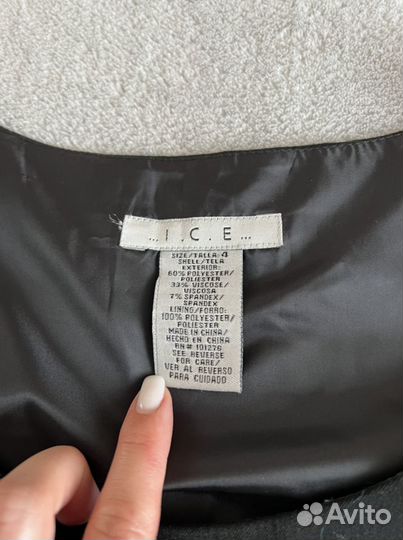 ... I . C . E ...
SIZE/TALLA: 4
SHELL/TELA
EXTERIOR:
60% POLYESTER/
POLIESTER
33% VISCOSE/
VISCOSA
7% SPANDEX/
SPANDEX
LINING/FORRO:
100% POLYESTER/
POLIESTER
MADE IN CHINA/
HECHO EN CHINA
RN# 101276
SEE REVERSE
FOR CARE/
VER AL REVERSO
PARA CUIDADO
Avito